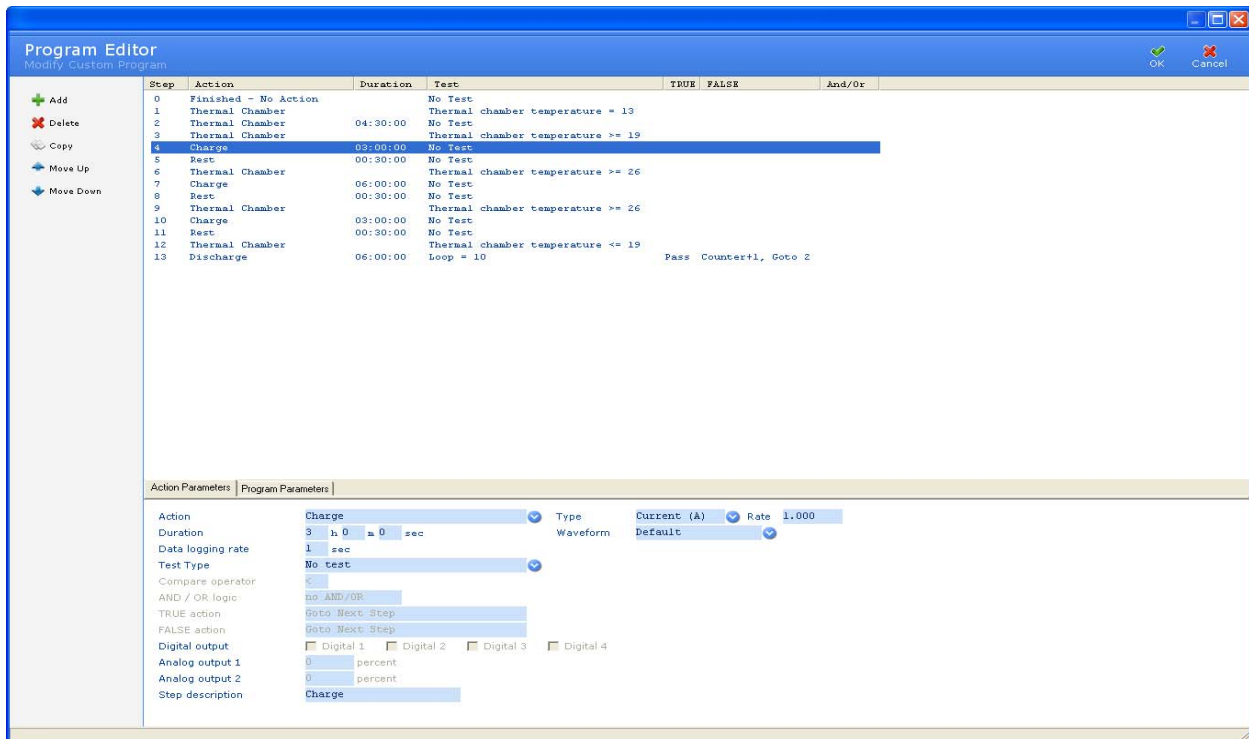 Program Editor
Modify Custom Program
OK Cancel
Add
Delete
Copy
Move Up
Move Down
Step Action Duration Test TRUE FALSE And/Or
0 Finished - No Action No Test
1 Thermal Chamber Thermal chamber temperature = 13
2 Thermal Chamber 04:30:00 No Test
3 Thermal Chamber Thermal chamber temperature >= 19
4 Charge 03:00:00 No Test
5 Rest 00:30:00 No Test
6 Thermal Chamber Thermal chamber temperature >= 26
7 Charge 06:00:00 No Test
8 Rest 00:30:00 No Test
9 Thermal Chamber Thermal chamber temperature >= 26
10 Charge 03:00:00 No Test
11 Rest 00:30:00 No Test
12 Thermal Chamber Thermal chamber temperature <= 19
13 Discharge 06:00:00 Loop = 10 Pass Counter+1, Goto 2
Action Parameters Program Parameters
Action Charge Type Current (A) Rate 1.000
Duration 3 h 0 m 0 sec Waveform Default
Data logging rate 1 sec
Test Type No test
Compare operator <
AND / OR logic no AND/OR
TRUE action Goto Next Step
FALSE action Goto Next Step
Digital output Digital 1 Digital 2 Digital 3 Digital 4
Analog output 1 0 percent
Analog output 2 0 percent
Step description Charge